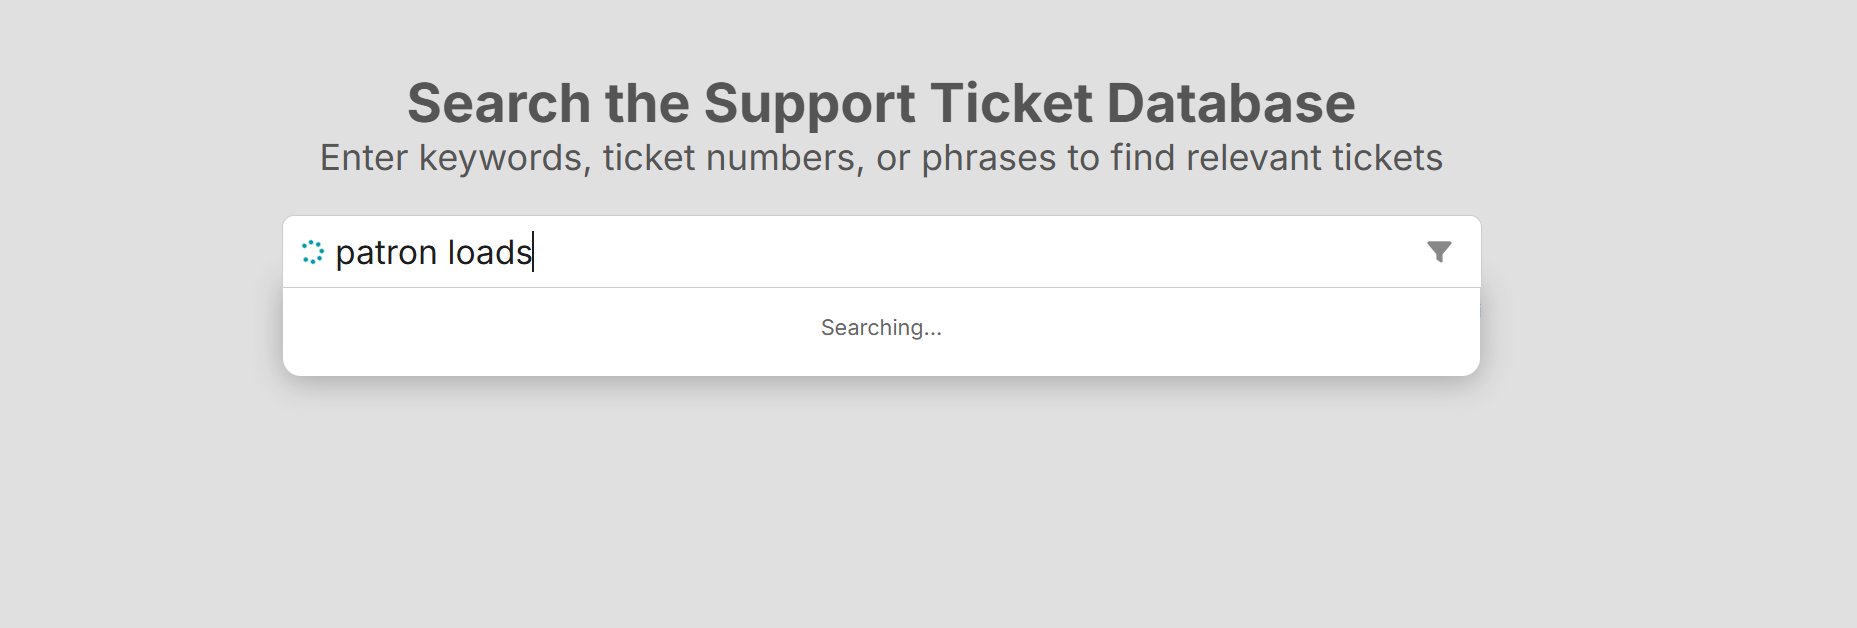 Search the Support Ticket Database
Enter keywords, ticket numbers, or phrases to find relevant tickets
patron loads
Searching...